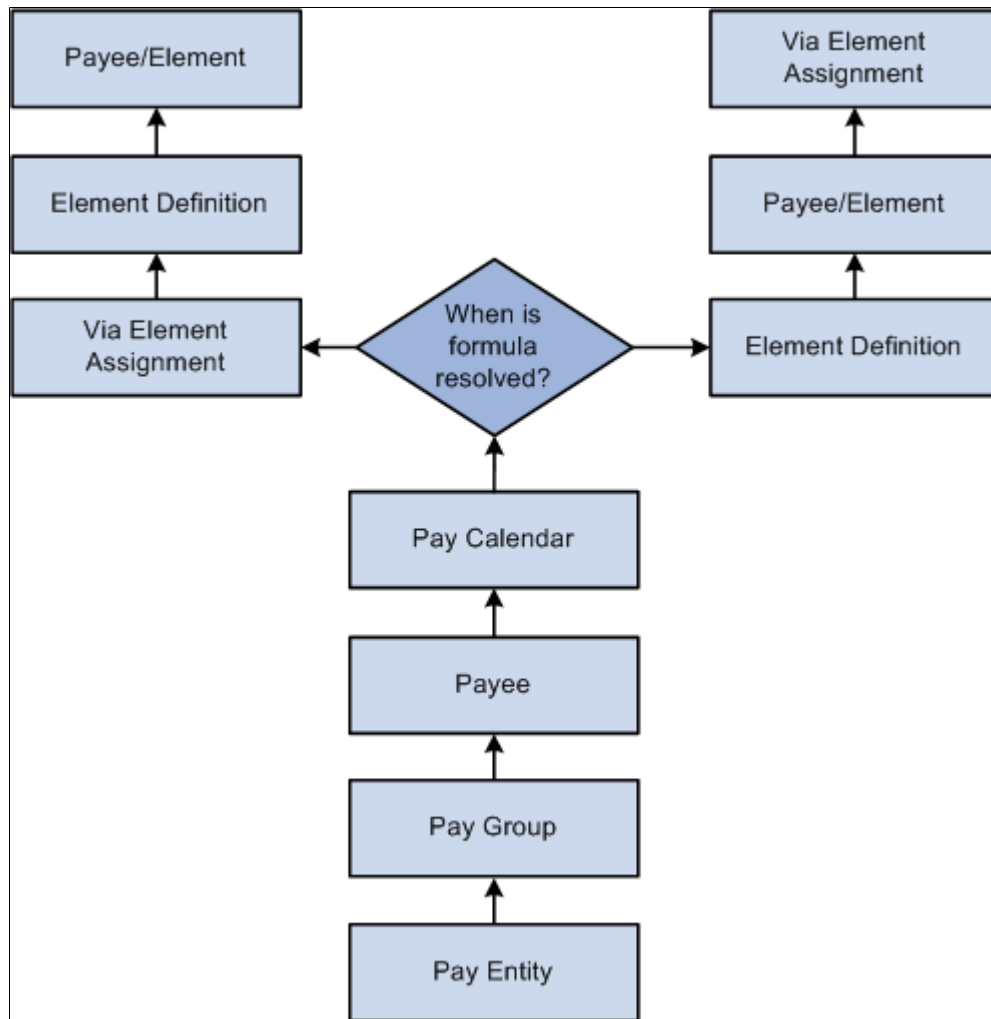 Payee/Element
Via Element
Assignment
Element Definition
Payee/Element
Via Element
Assignment
When is
formula
resolved?
Element Definition
Pay Calendar
Payee
Pay Group
Pay Entity